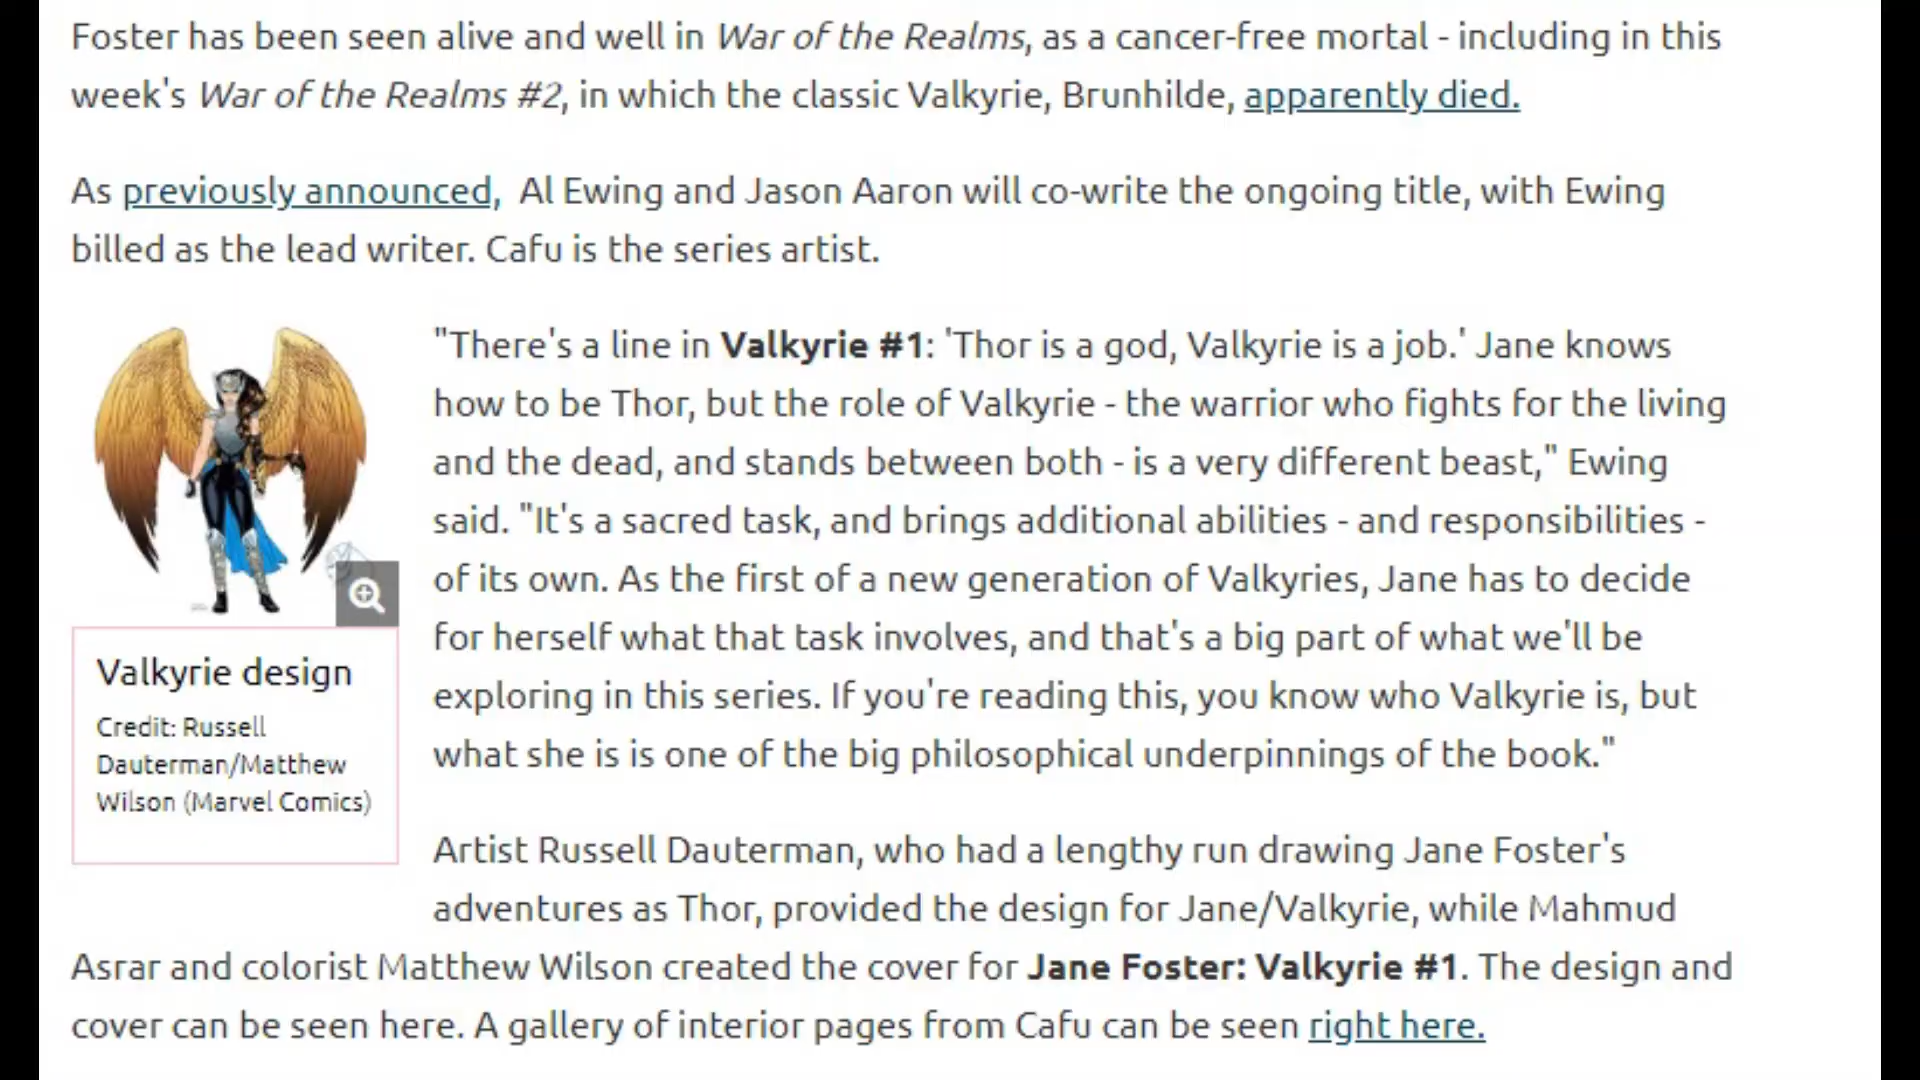 Foster has been seen alive and well in War of the Realms, as a cancer-free mortal - including in this
week's War of the Realms #2, in which the classic Valkyrie, Brunhilde, apparently died.
As previously announced, Al Ewing and Jason Aaron will co-write the ongoing title, with Ewing
billed as the lead writer. Cafu is the series artist.
"There's a line in Valkyrie #1: 'Thor is a god, Valkyrie is a job.' Jane knows
how to be Thor, but the role of Valkyrie - the warrior who fights for the living
and the dead, and stands between both - is a very different beast," Ewing
said. "It's a sacred task, and brings additional abilities - and responsibilities -
of its own. As the first of a new generation of Valkyries, Jane has to decide
for herself what that task involves, and that's a big part of what we'll be
exploring in this series. If you're reading this, you know who Valkyrie is, but
what she is is one of the big philosophical underpinnings of the book."
Valkyrie design
Credit: Russell
Dauterman/Matthew
Wilson (Marvel Comics)
Artist Russell Dauterman, who had a lengthy run drawing Jane Foster's
adventures as Thor, provided the design for Jane/Valkyrie, while Mahmud
Asrar and colorist Matthew Wilson created the cover for Jane Foster: Valkyrie #1. The design and
cover can be seen here. A gallery of interior pages from Cafu can be seen right here.